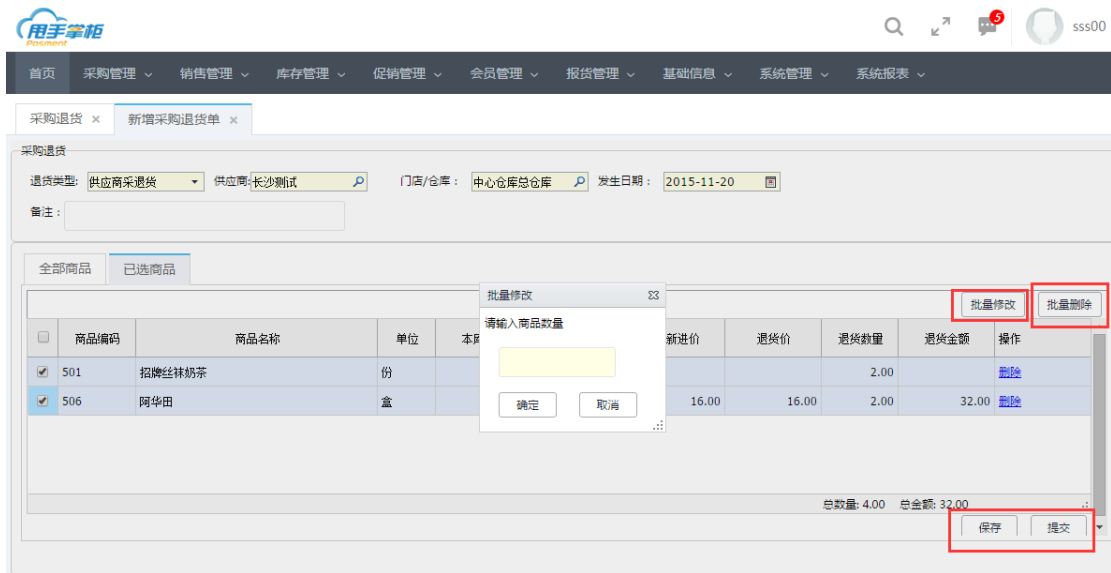 甩手掌柜
Posment
5
sss00
首页 采购管理 销售管理 库存管理 促销管理 会员管理 报货管理 基础信息 系统管理 系统报表
采购退货 × 新增采购退货单 ×
采购退货
退货类型: 供应商采退货 供应商: 长沙测试 门店/仓库： 中心仓库总仓库 发生日期： 2015-11-20
备注：
全部商品 已选商品
批量修改 批量删除
批量修改
请输入商品数量
确定 取消
商品编码 商品名称 单位 新进价 退货价 退货数量 退货金额 操作
501 招牌丝袜奶茶 份 2.00 删除
506 阿华田 盒 16.00 16.00 2.00 32.00 删除
总数量: 4.00 总金额: 32.00
保存 提交